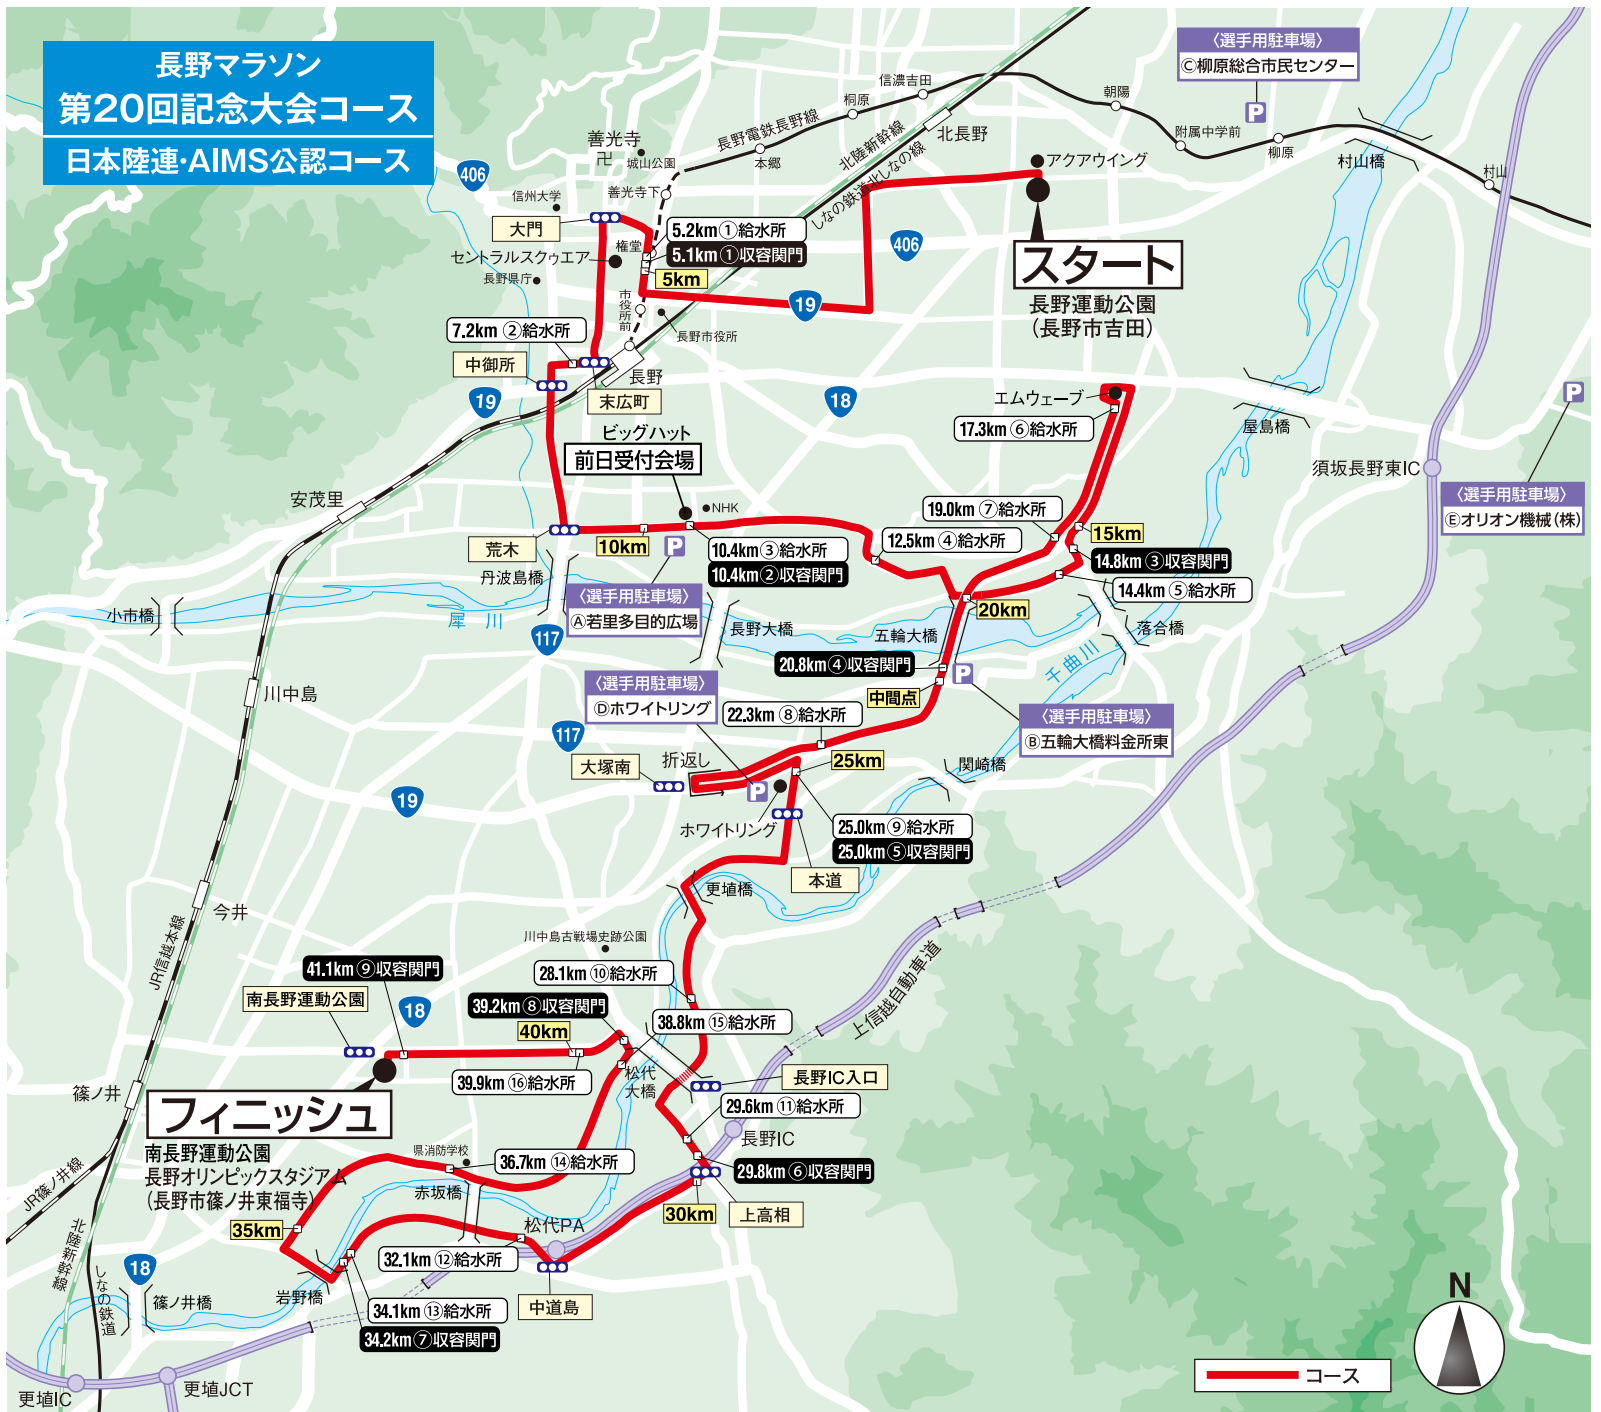 長野マラソン
第20回記念大会コース
日本陸連・AIMS公認コース
〈選手用駐車場〉
Ⓒ柳原総合市民センター
P
信濃吉田
桐原
朝陽
附属中学前
柳原
村山橋
村山
長野電鉄長野線
本郷
北陸新幹線
しなの鉄道北しなの線
北長野
アクアウイング
善光寺
卍
城山公園
善光寺下
406
信州大学
大門
権堂
5.2km ①給水所
5.1km ①収容関門
5km
セントラルスクゥエア
長野県庁
406
スタート
長野運動公園
(長野市吉田)
19
市役所前
長野市役所
7.2km ②給水所
中御所
19
長野
末広町
18
エムウェーブ
17.3km ⑥給水所
屋島橋
P
須坂長野東IC
〈選手用駐車場〉
Ⓔオリオン機械(株)
ビッグハット
前日受付会場
NHK
安茂里
荒木
10km
P
10.4km③給水所
10.4km②収容関門
19.0km ⑦給水所
12.5km ④給水所
15km
14.8km ③収容関門
14.4km ⑤給水所
20km
丹波島橋
小市橋
犀川
〈選手用駐車場〉
Ⓐ若里多目的広場
117
長野大橋
五輪大橋
落合橋
千曲川
20.8km④収容関門
P
中間点
川中島
〈選手用駐車場〉
Ⓓホワイトリング
22.3km ⑧給水所
〈選手用駐車場〉
Ⓑ五輪大橋料金所東
117
大塚南
折返し
25km
関崎橋
P
19
ホワイトリング
25.0km⑨給水所
25.0km⑤収容関門
本道
更埴橋
今井
JR信越本線
川中島古戦場史跡公園
41.1km⑨収容関門
28.1km⑩給水所
上信越自動車道
南長野運動公園
18
39.2km⑧収容関門
40km
38.8km ⑮給水所
39.9km ⑯給水所
松代大橋
長野IC入口
篠ノ井
フィニッシュ
南長野運動公園
長野オリンピックスタジアム
(長野市篠ノ井東福寺)
29.6km ⑪給水所
長野IC
県消防学校
36.7km ⑭給水所
29.8km⑥収容関門
JR篠ノ井線
赤坂橋
35km
30km
上高相
松代PA
北陸新幹線
しなの鉄道
18
32.1km ⑫給水所
岩野橋
篠ノ井橋
34.1km ⑬給水所
34.2km⑦収容関門
中道島
更埴IC
更埴JCT
N
コース